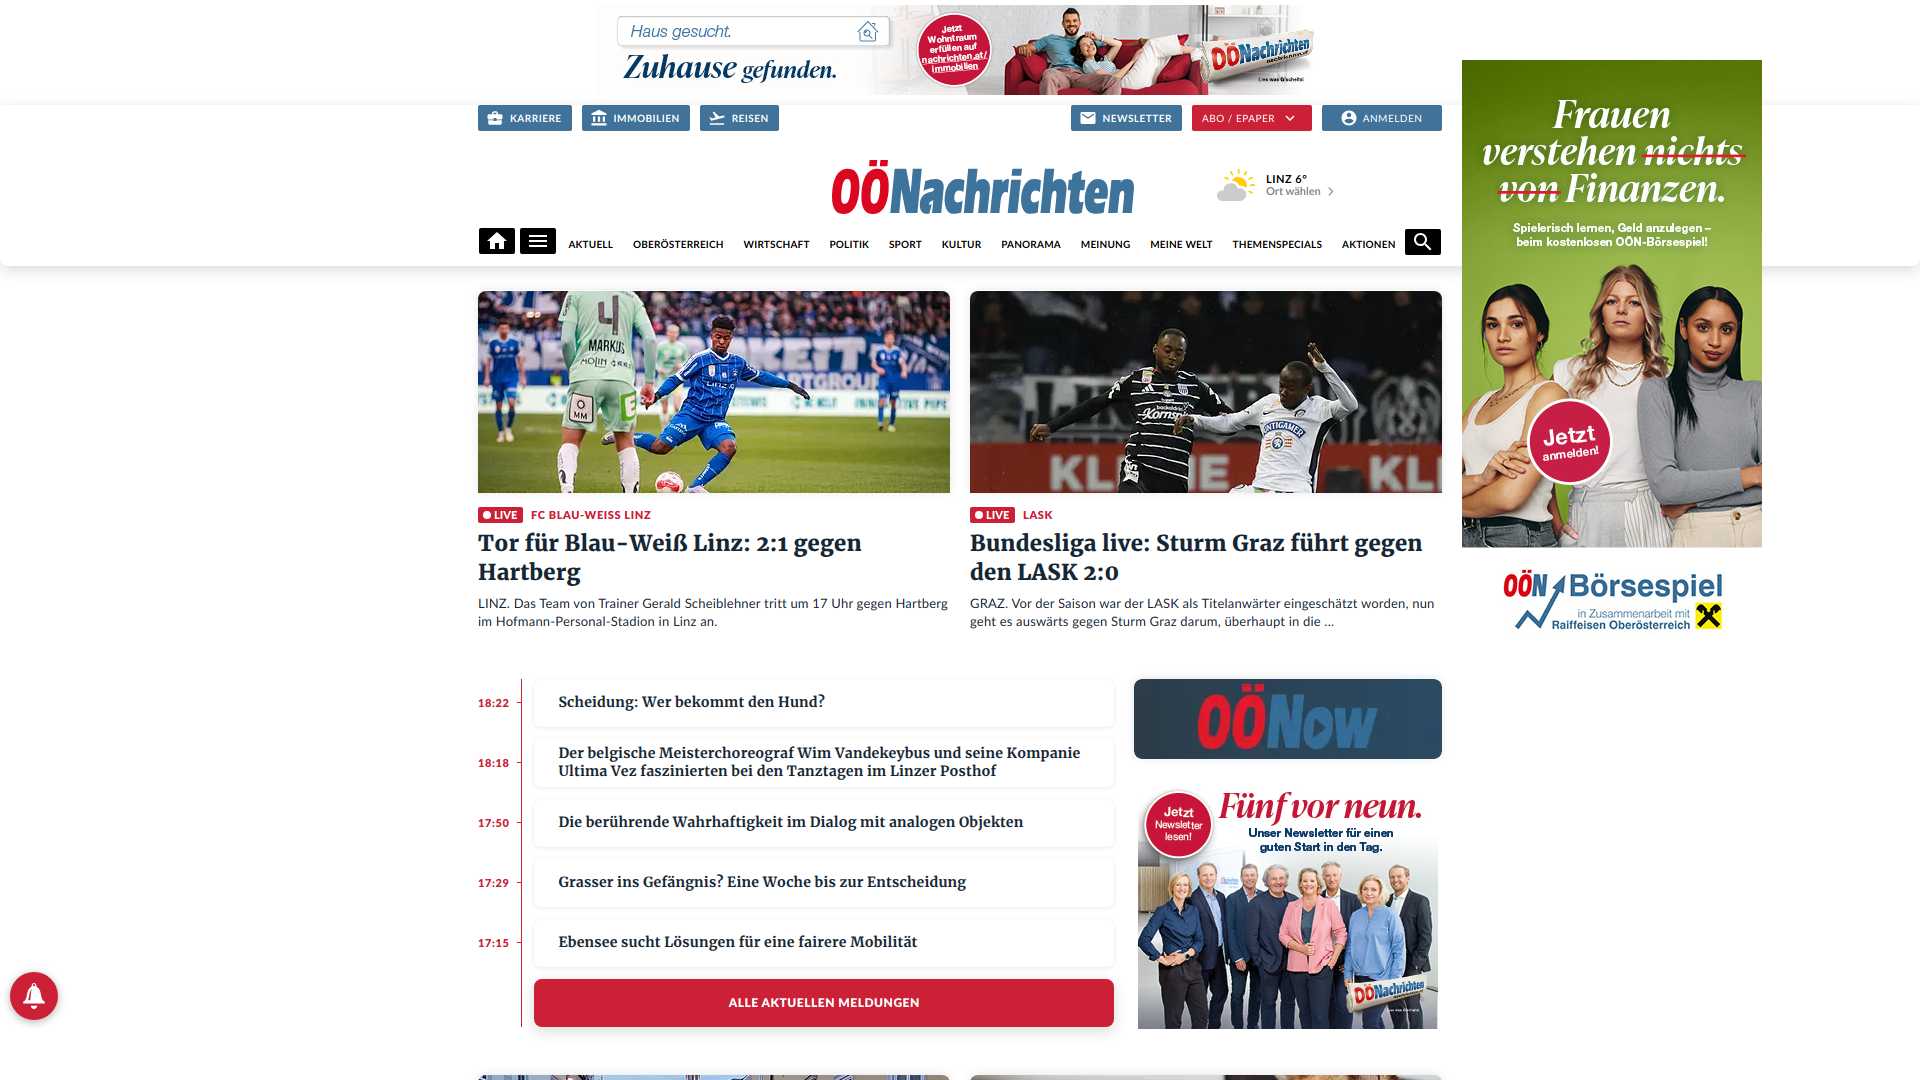 Haus gesucht.
Zuhause gefunden.
Jetzt
Wohntraum
erfüllen auf
nachrichten.at/
immobilien
OÖNachrichten
Lies was G'scheits!
KARRIERE
IMMOBILIEN
REISEN
NEWSLETTER
ABO / EPAPER
ANMELDEN
OÖNachrichten
LINZ 6°
Ort wählen
AKTUELL
OBERÖSTERREICH
WIRTSCHAFT
POLITIK
SPORT
KULTUR
PANORAMA
MEINUNG
MEINE WELT
THEMENSPECIALS
AKTIONEN
Frauen
verstehen nichts
von Finanzen.
Spielerisch lernen, Geld anzulegen –
beim kostenlosen OÖN-Börsespiel!
Jetzt
anmelden!
OÖN Börsespiel
in Zusammenarbeit mit
Raiffeisen Oberösterreich
4
MARKUS
MM
LINZ
KLINE
KL
LIVE
FC BLAU-WEISS LINZ
Tor für Blau-Weiß Linz: 2:1 gegen
Hartberg
LINZ. Das Team von Trainer Gerald Scheiblehner tritt um 17 Uhr gegen Hartberg
im Hofmann-Personal-Stadion in Linz an.
LIVE
LASK
Bundesliga live: Sturm Graz führt gegen
den LASK 2:0
GRAZ. Vor der Saison war der LASK als Titelanwärter eingeschätzt worden, nun
geht es auswärts gegen Sturm Graz darum, überhaupt in die ...
18:22
Scheidung: Wer bekommt den Hund?
18:18
Der belgische Meisterchoreograf Wim Vandekeybus und seine Kompanie
Ultima Vez faszinierten bei den Tanztagen im Linzer Posthof
17:50
Die berührende Wahrhaftigkeit im Dialog mit analogen Objekten
17:29
Grasser ins Gefängnis? Eine Woche bis zur Entscheidung
17:15
Ebensee sucht Lösungen für eine fairere Mobilität
ALLE AKTUELLEN MELDUNGEN
OÖNow
Jetzt
Newsletter
lesen!
Fünf vor neun.
Unser Newsletter für einen
guten Start in den Tag.
OÖNachrichten